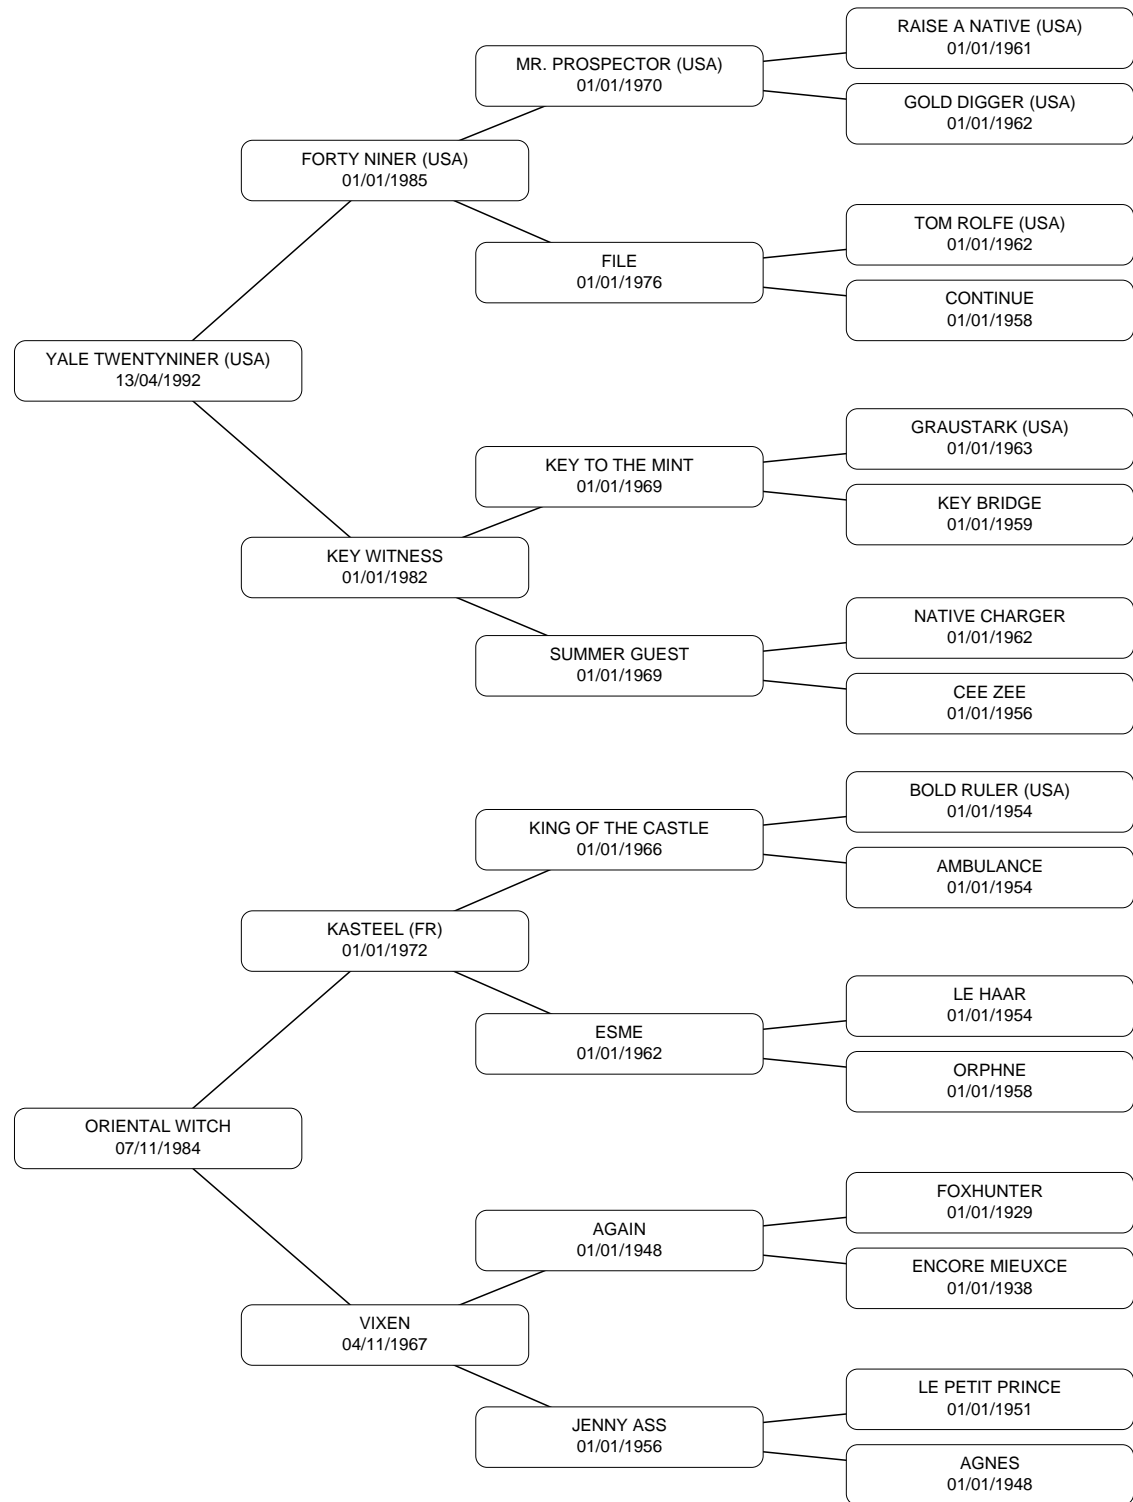 RAISE A NATIVE (USA)
01/01/1961
MR. PROSPECTOR (USA)
01/01/1970
GOLD DIGGER (USA)
01/01/1962
FORTY NINER (USA)
01/01/1985
TOM ROLFE (USA)
01/01/1962
FILE
01/01/1976
CONTINUE
01/01/1958
YALE TWENTYNINER (USA)
13/04/1992
GRAUSTARK (USA)
01/01/1963
KEY TO THE MINT
01/01/1969
KEY BRIDGE
01/01/1959
KEY WITNESS
01/01/1982
NATIVE CHARGER
01/01/1962
SUMMER GUEST
01/01/1969
CEE ZEE
01/01/1956
BOLD RULER (USA)
01/01/1954
KING OF THE CASTLE
01/01/1966
AMBULANCE
01/01/1954
KASTEEL (FR)
01/01/1972
LE HAAR
01/01/1954
ESME
01/01/1962
ORPHNE
01/01/1958
ORIENTAL WITCH
07/11/1984
FOXHUNTER
01/01/1929
AGAIN
01/01/1948
ENCORE MIEUXCE
01/01/1938
VIXEN
04/11/1967
LE PETIT PRINCE
01/01/1951
JENNY ASS
01/01/1956
AGNES
01/01/1948